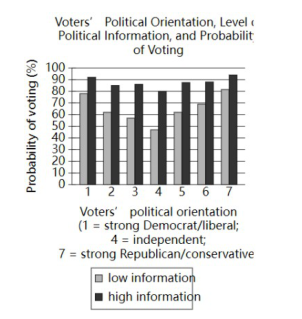 Voters’ Political Orientation, Level
Political Information, and
of Voting
Probability of voting (%)
100
90
80
70
60
50
40
30
20
10
0
1 2 3 4 5 6 7
Voters’ political orientation
(1 = strong Democrat/liberal;
4 = independent;
7 = strong Republican/conservative
low information
high information